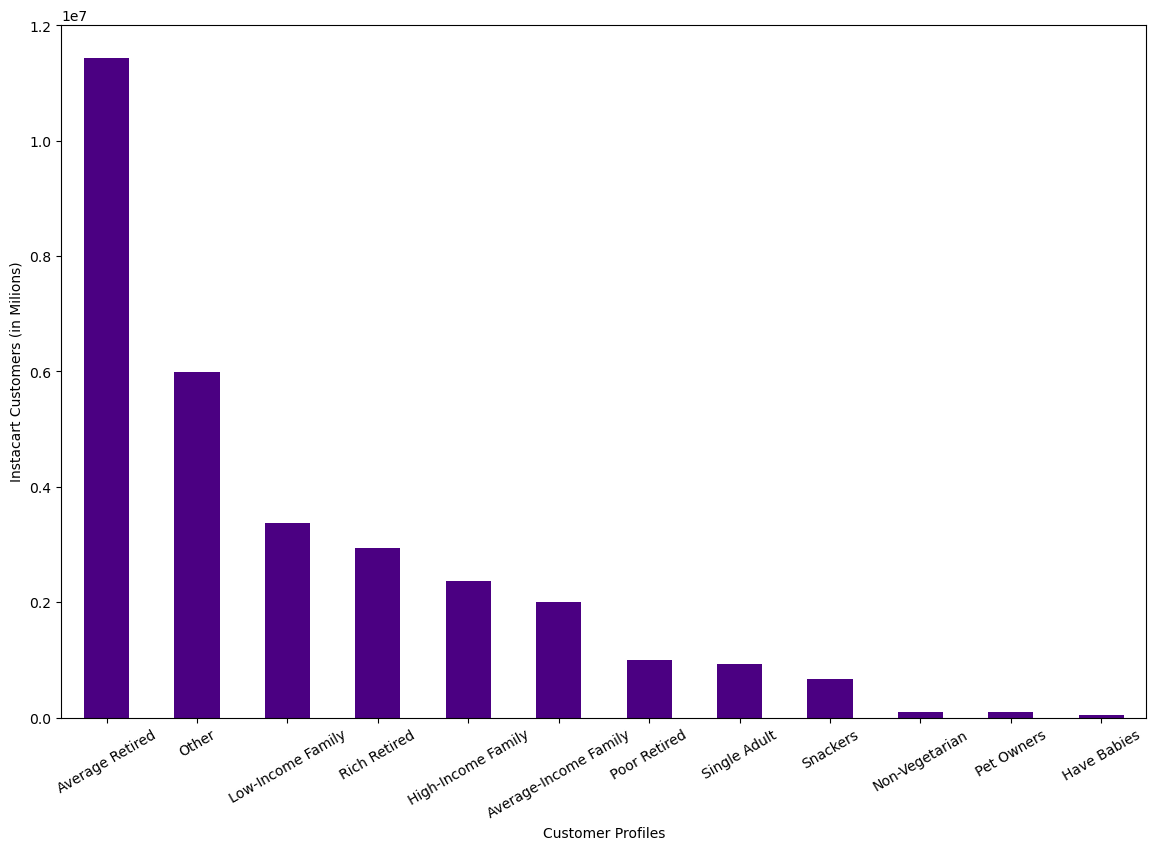 1e7
1.2
1.0
0.8
0.6
0.4
0.2
0.0
Instacart Customers (in Milions)
Average Retired
Other
Low-Income Family
Rich Retired
High-Income Family
Average-Income Family
Poor Retired
Single Adult
Snackers
Non-Vegetarian
Pet Owners
Have Babies
Customer Profiles